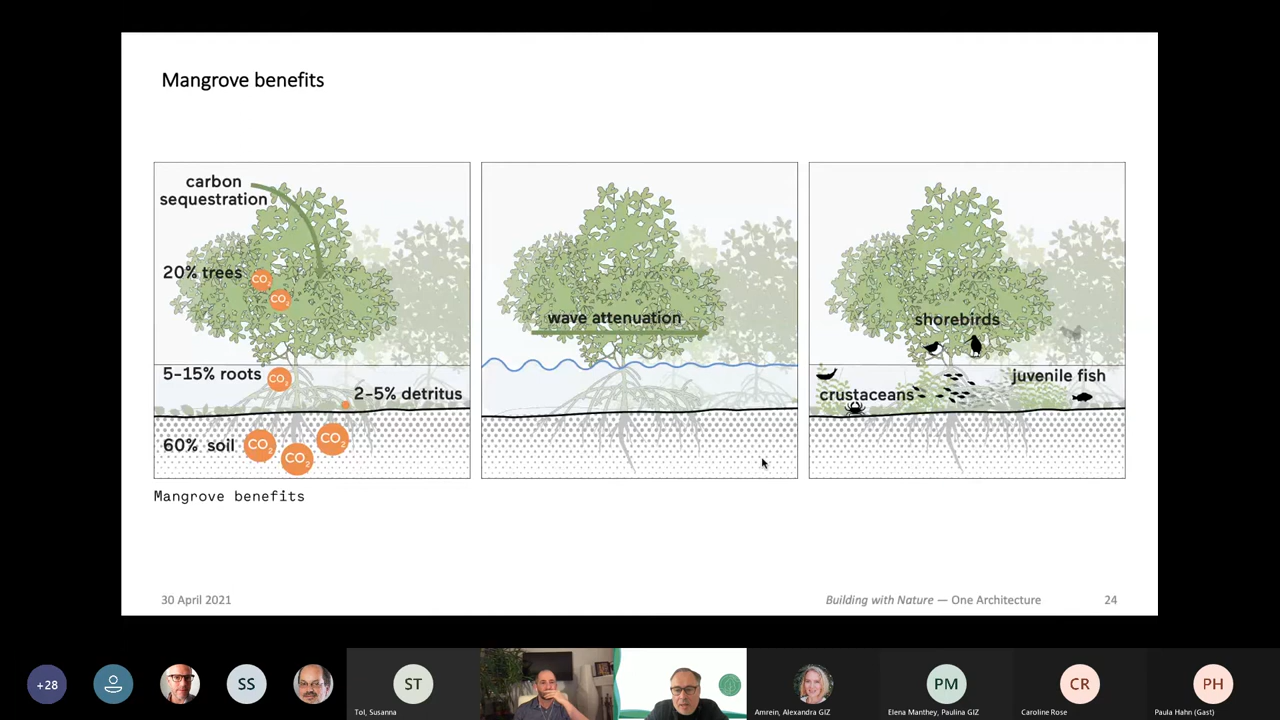 Mangrove benefits
carbon
sequestration
20% trees
CO2
CO2
5-15% roots
CO2
2-5% detritus
60% soil
CO2
CO2
CO2
wave attenuation
shorebirds
juvenile fish
crustaceans
Mangrove benefits
30 April 2021
Building with Nature — One Architecture
24
+28
SS
ST
PM
CR
PH
Tol, Susanna
Amrein, Alexandra GIZ
Elena Manthey, Paulina GIZ
Caroline Rose
Paula Hahn (Gast)